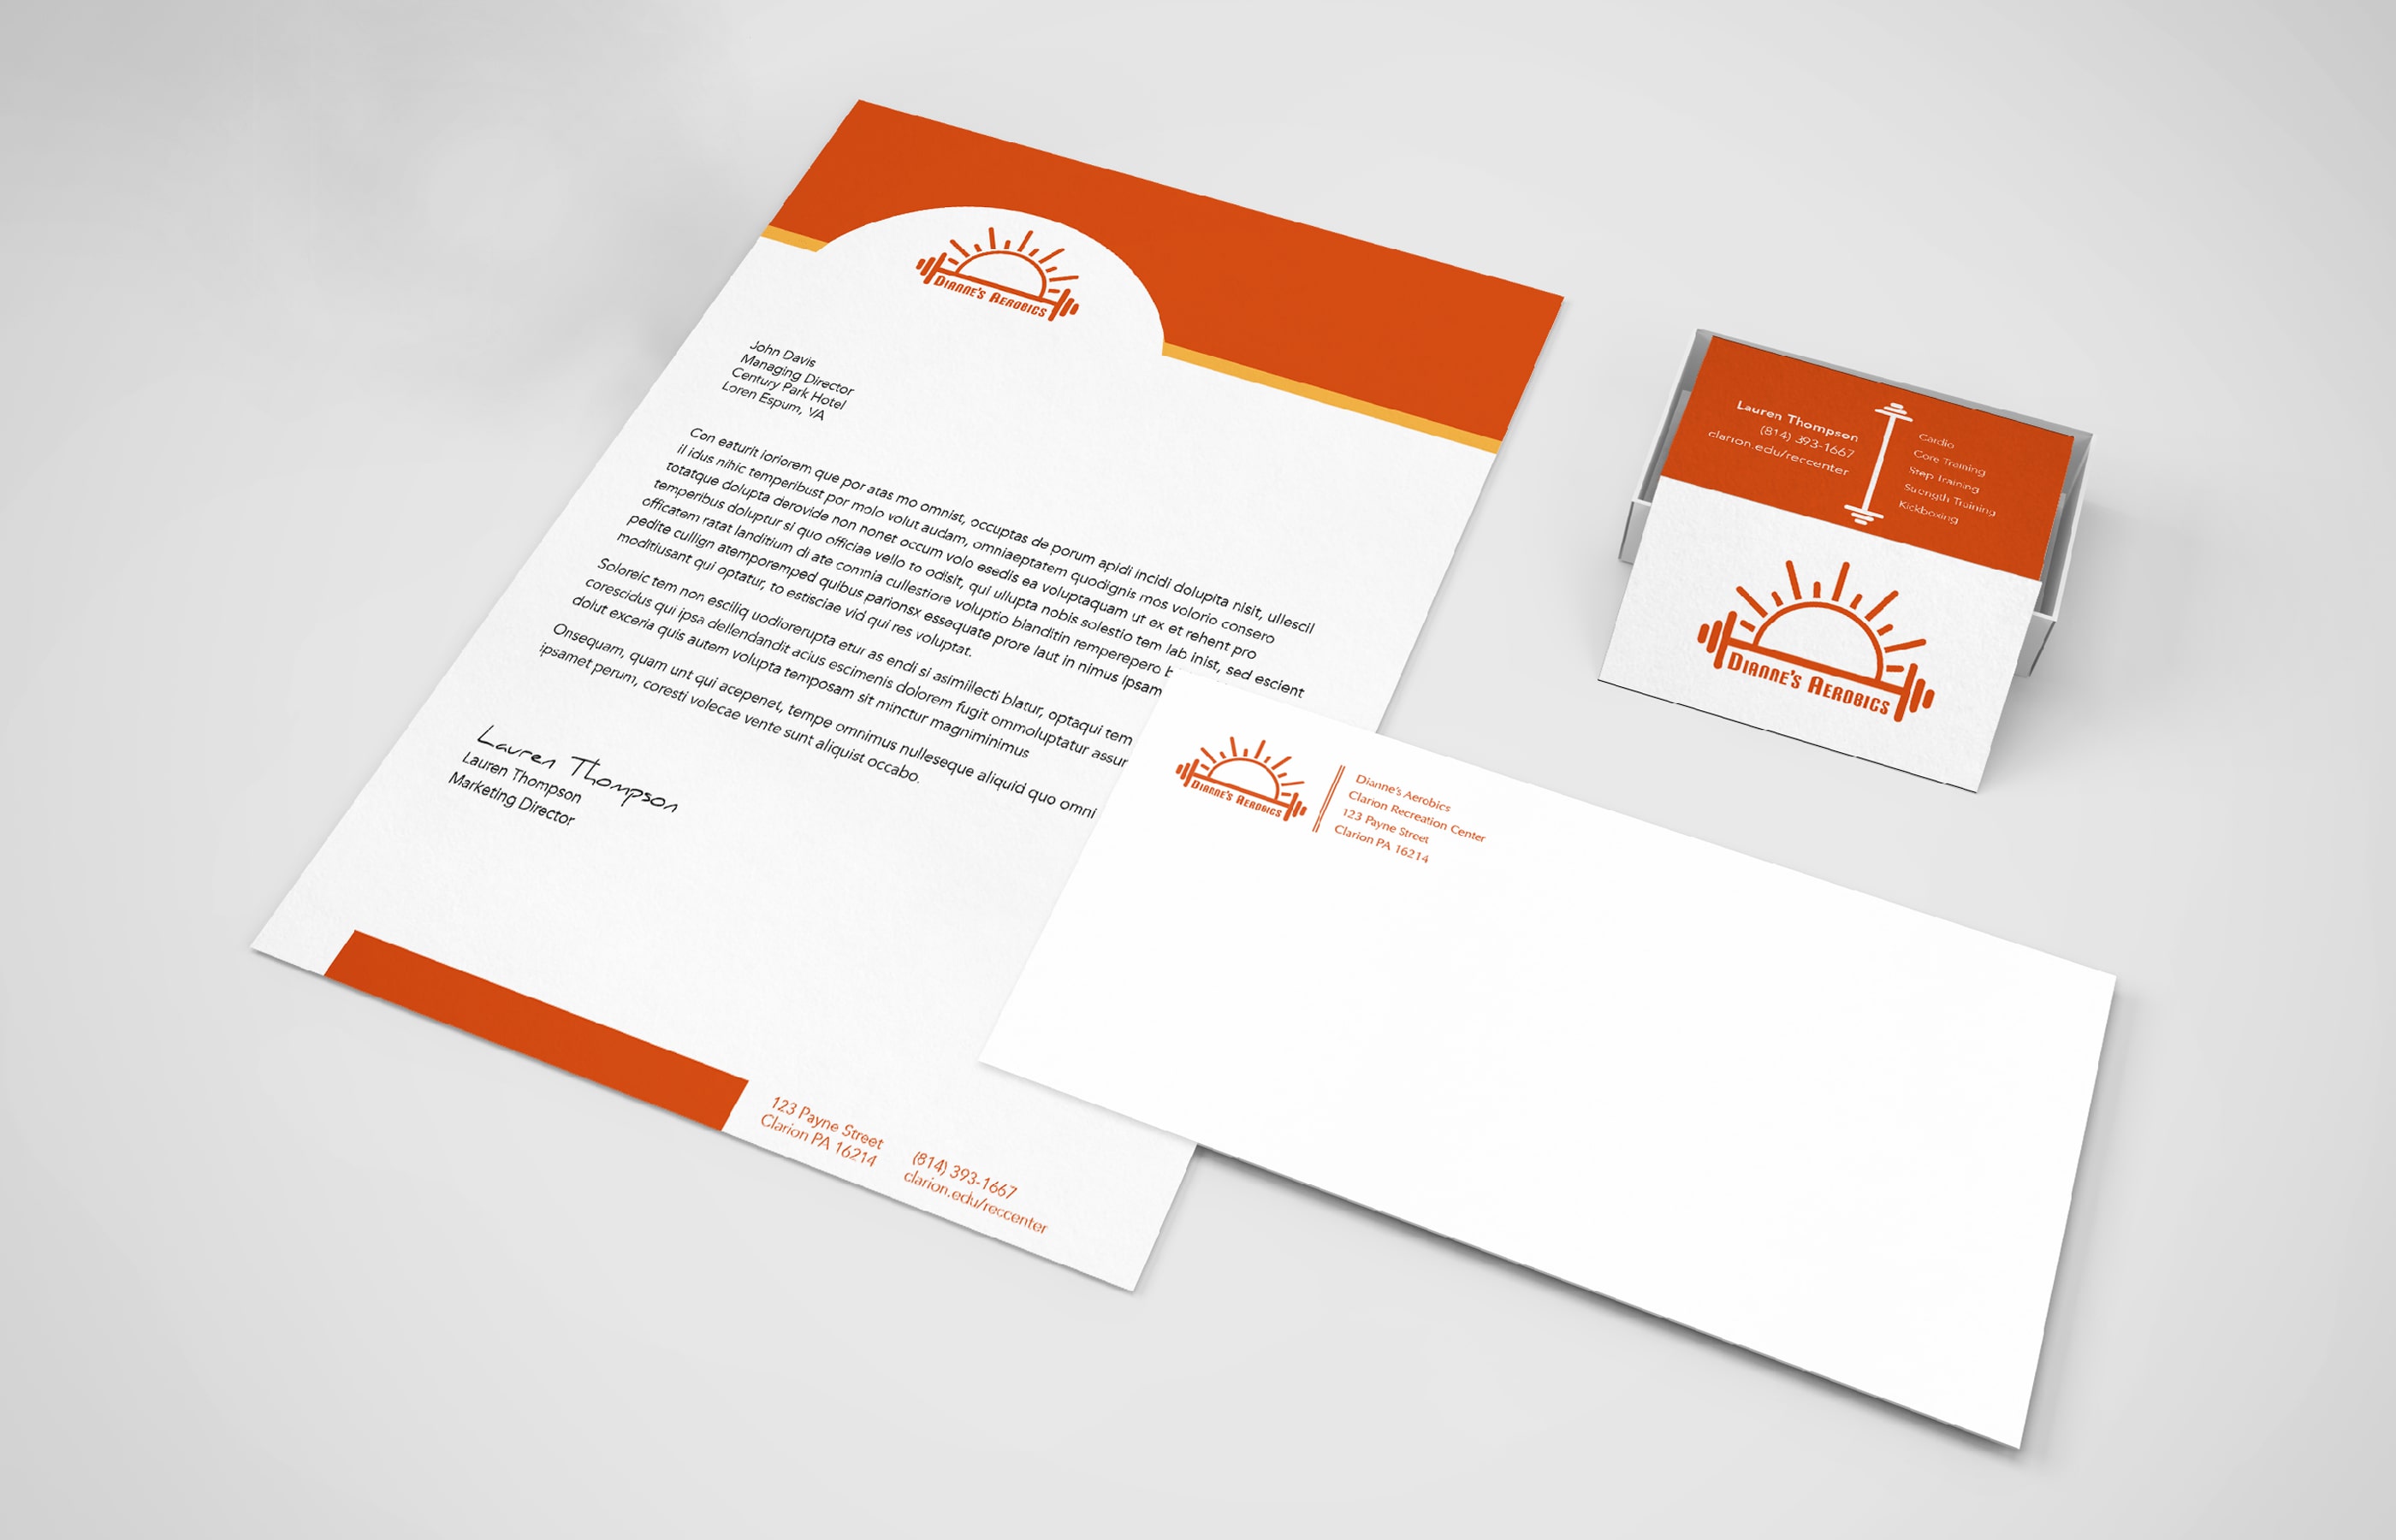 DIANNE'S AEROBICS
John Davis
Managing Director
Century Park Hotel
Loren Espum, VA
Con eaturit loriorem que por atas mo omnist, occuptas de porum apidi incidi dolupita nisit, ullescil
il idus nihic temperibust por molo volut audam, omniaeptatem quodignis mos volorio consero
totatque dolupta derovide non nonet occum volo esedis ea voluptaquam ut ex et rehent pro
temperibus doluptur si quo officiae vello to odisit, qui ullupta nobis solestio tem lab inist, sed escient
officatem ratat landitium di ate comnia cullestiore voluptio blanditin remperepero
pedite cullign atemporemped quibus parionsx essequate prore laut in nimus ipsam
moditiusant qui optatur, to estisciae vid qui res voluptat.
Soloreic tem non esciliq uodiorerupta etur as endi si asimillecti blatur, optaqui tem
corescidus qui ipsa dellendandit acius escimenis dolorem fugit ommoluptatur assur
dolut exceria quis autem volupta temposam sit minctur magniminimus
Onsequam, quam unt qui acepenet, tempe omnimus nulleseque aliquid quo omni
ipsamet perum, coresti volecae vente sunt aliquist occabo.
Lauren Thompson
Lauren Thompson
Marketing Director
123 Payne Street
Clarion PA 16214
(814) 393-1667
clarion.edu/reccenter
DIANNE'S AEROBICS
Dianne's Aerobics
Clarion Recreation Center
123 Payne Street
Clarion PA 16214
Lauren Thompson
(814) 393-1667
clarion.edu/reccenter
Cardio
Core Training
Step Training
Strength Training
Kickboxing
DIANNE'S AEROBICS